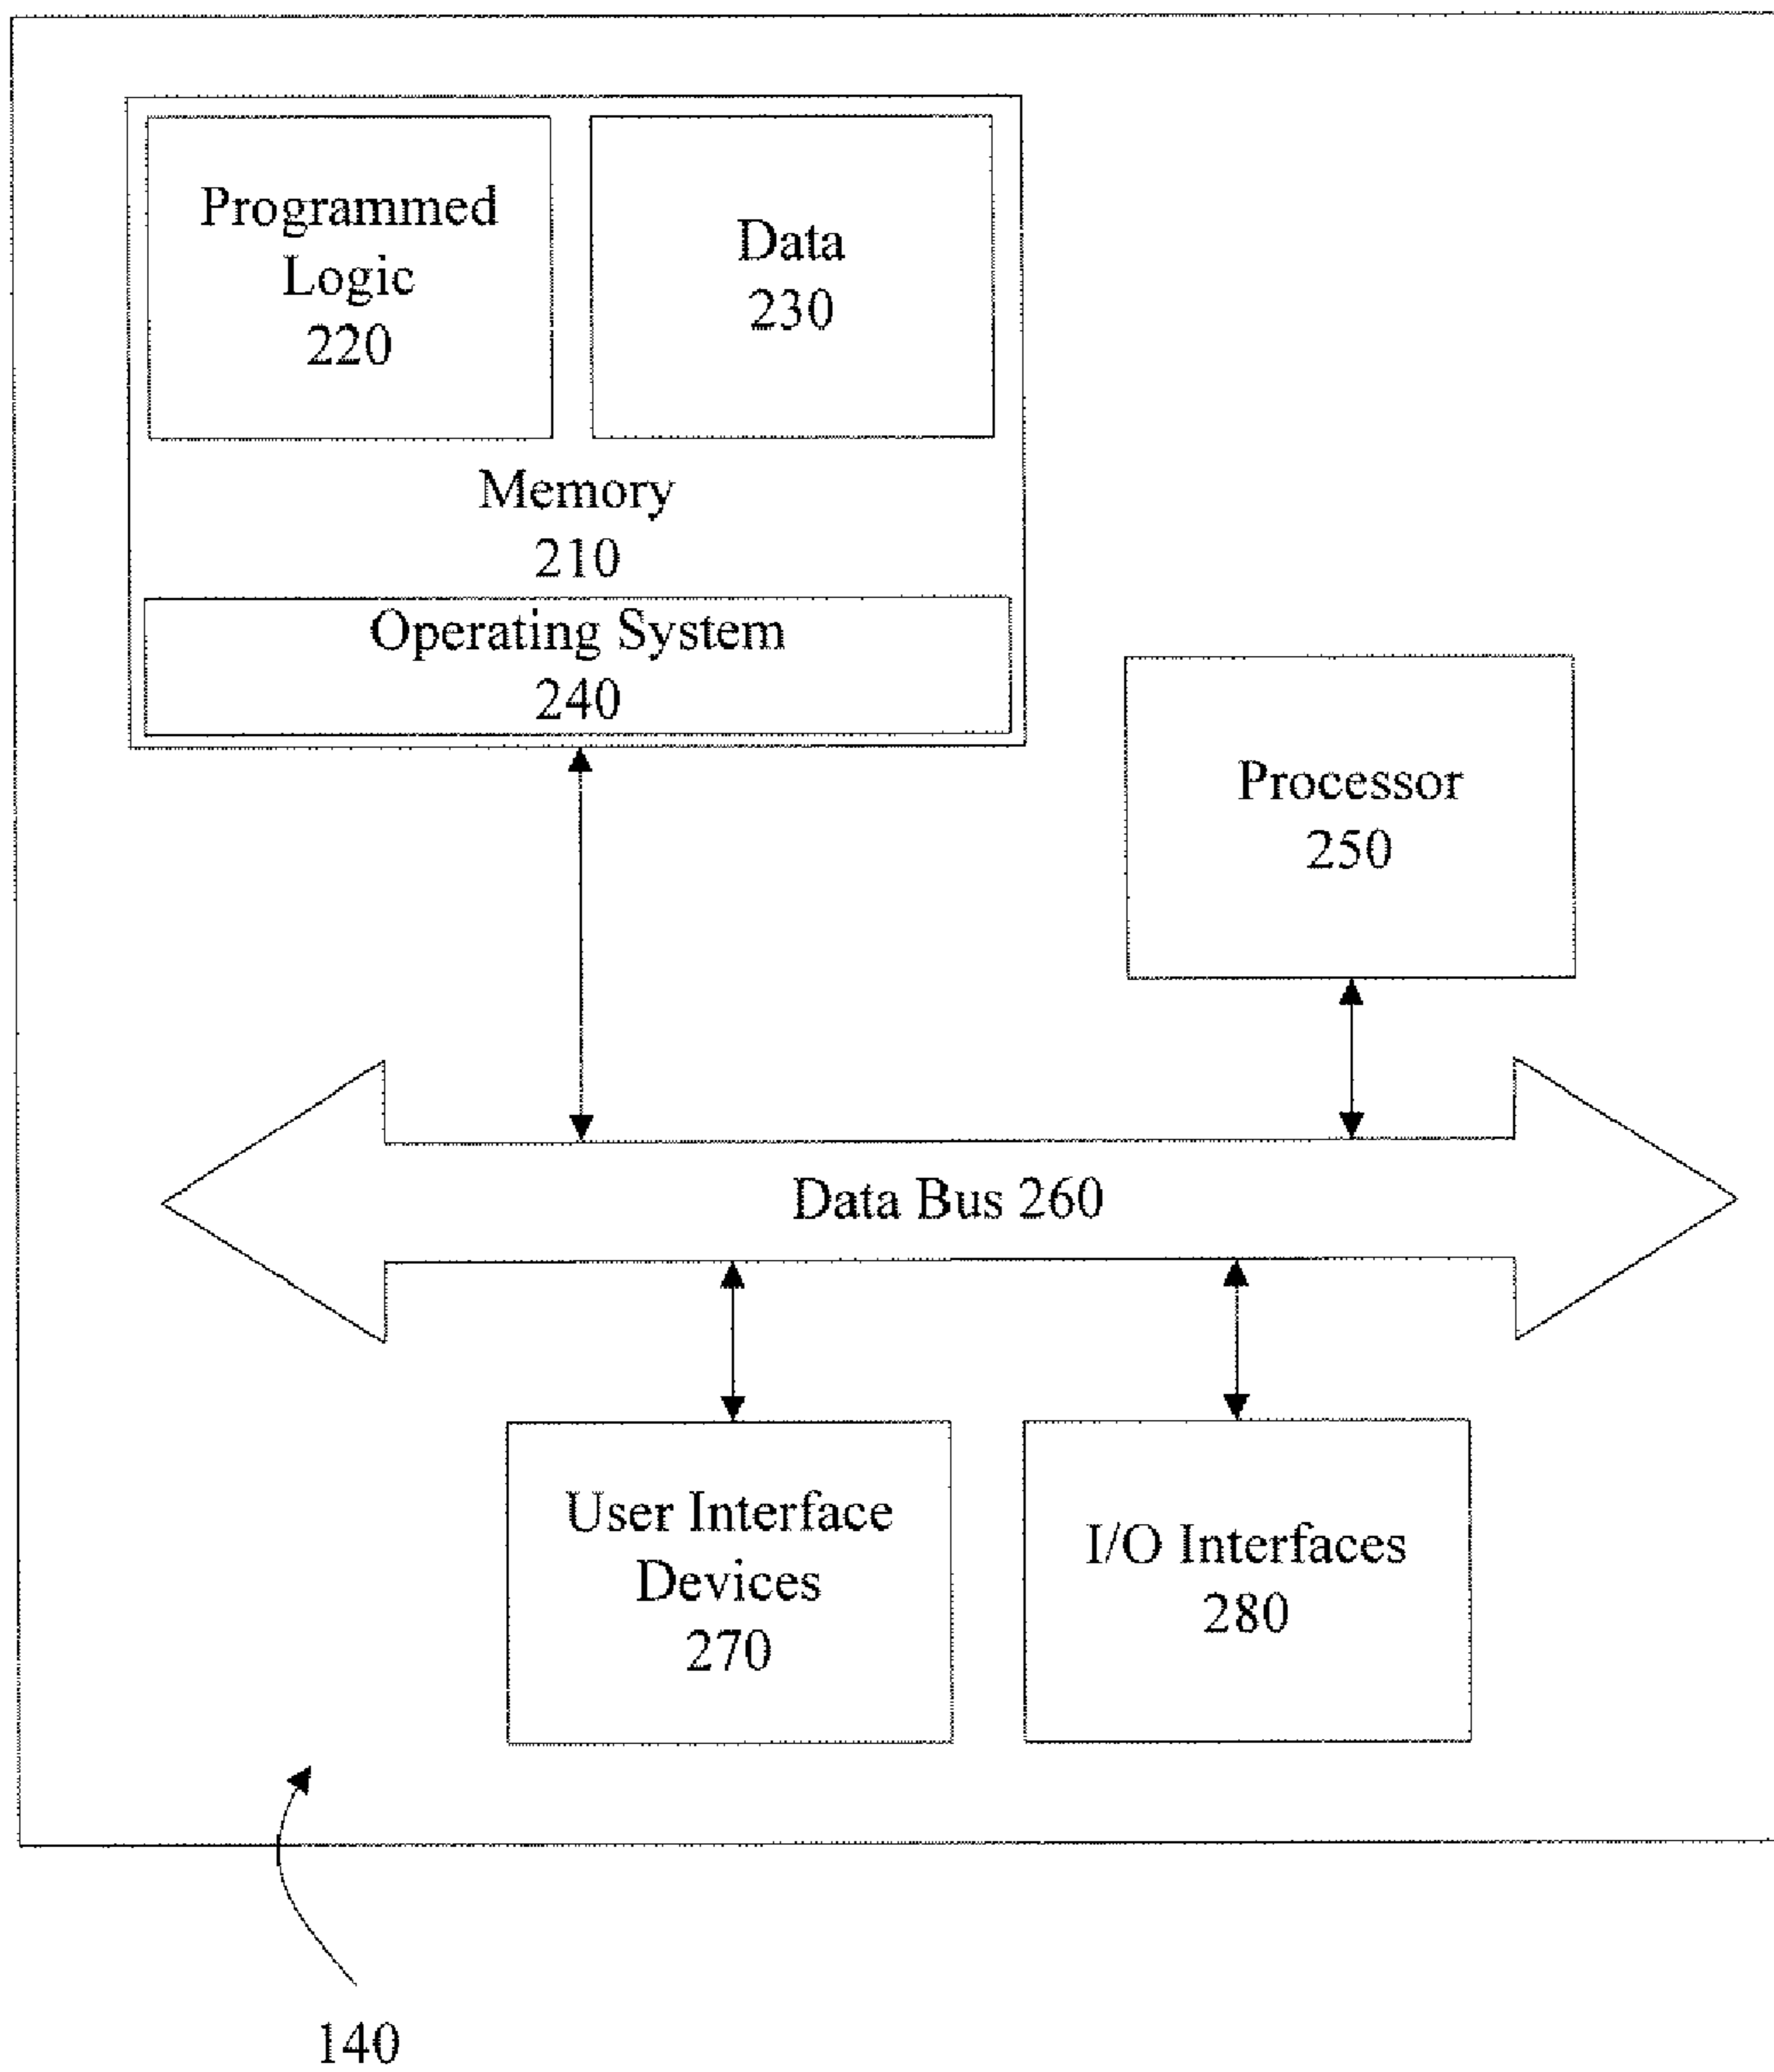 Programmed
Logic
220
Data
230
Memory
210
Operating System
240
Processor
250
Data Bus 260
User Interface
Devices
270
I/O Interfaces
280
140